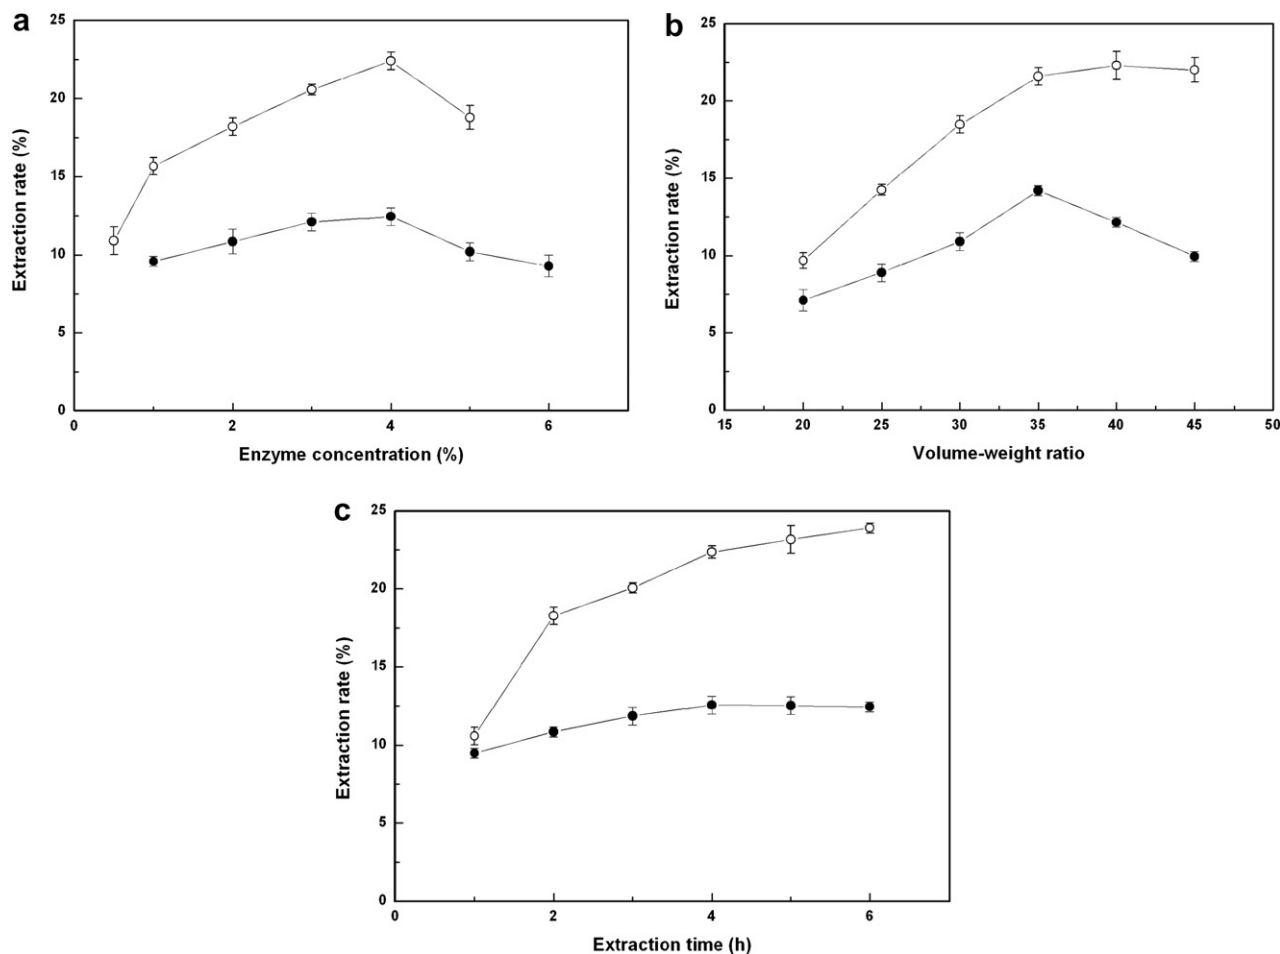 a
25
20
15
10
5
0
Extraction rate (%)
0 2 4 6
Enzyme concentration (%)
b
25
20
15
10
5
0
Extraction rate (%)
15 20 25 30 35 40 45 50
Volume-weight ratio
c
25
20
15
10
5
0
Extraction rate (%)
0 2 4 6
Extraction time (h)